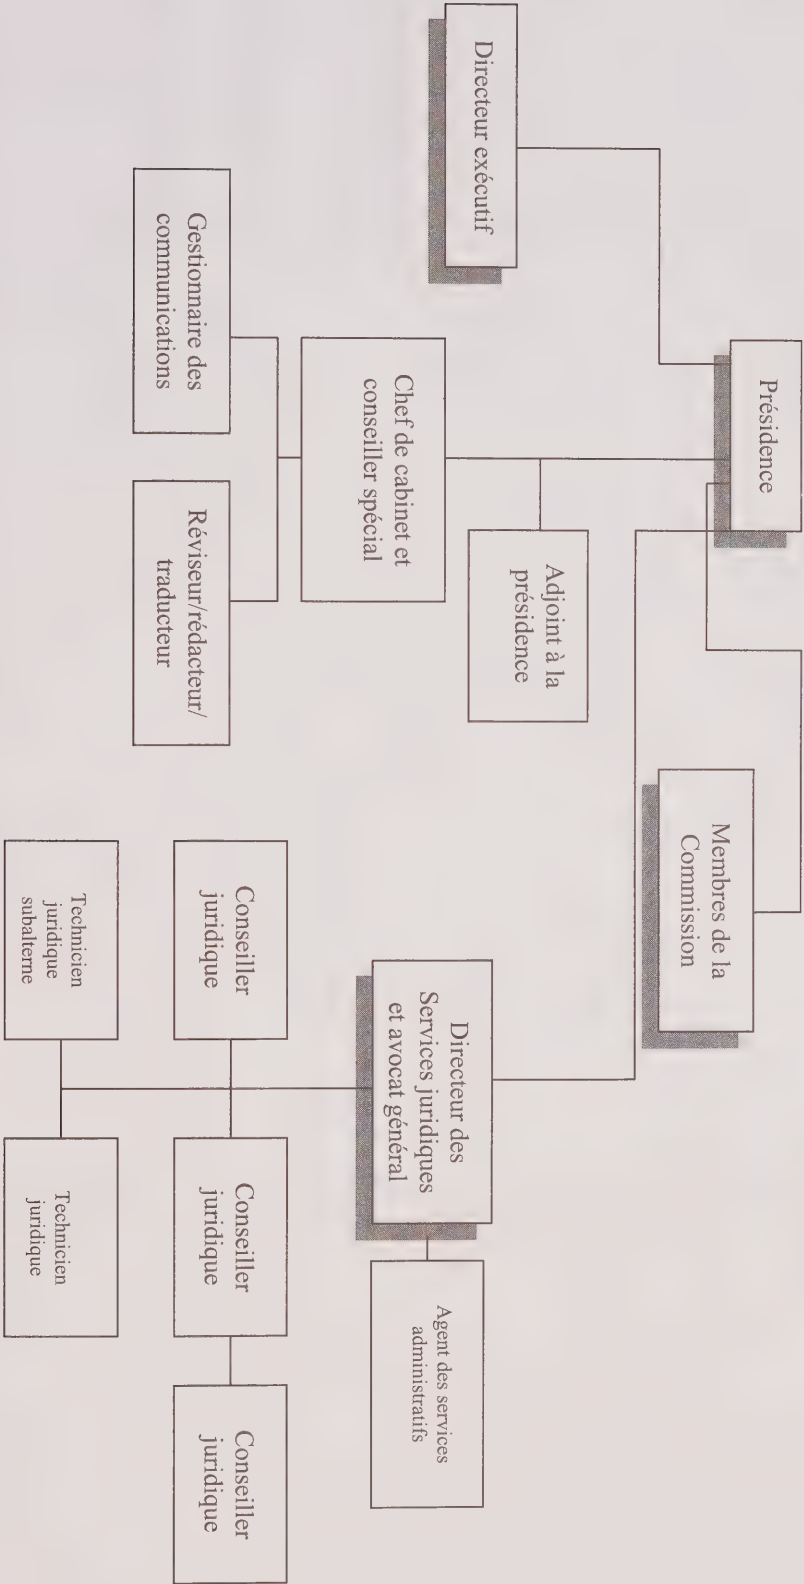 Présidence
Directeur exécutif
Membres de la
Commission
Adjoint à la
présidence
Chef de cabinet et
conseiller spécial
Gestionnaire des
communications
Réviseur/rédacteur/
traducteur
Directeur des
Services juridiques
et avocat général
Agent des services
administratifs
Conseiller
juridique
Conseiller
juridique
Conseiller
juridique
Technicien
juridique
subalterne
Technicien
juridique